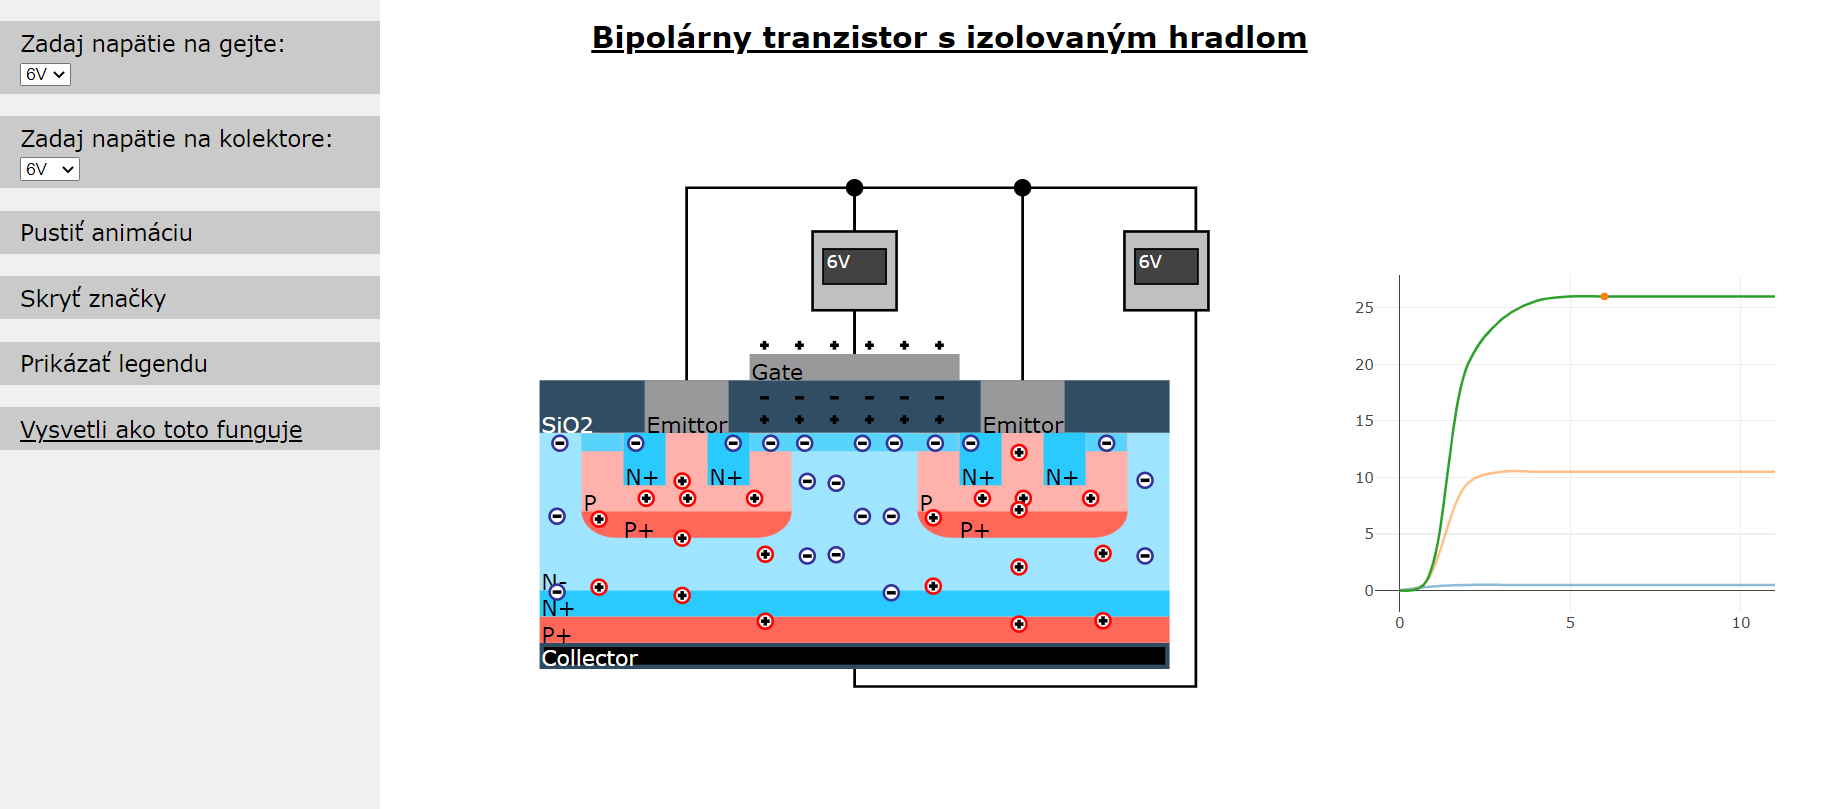 Zadaj napätie na gejte:
6V
Zadaj napätie na kolektore:
6V
Pustiť animáciu
Skryť značky
Prikázať legendu
Vysvetli ako toto funguje
Bipolárny tranzistor s izolovaným hradlom
6V
6V
Gate
SiO2
Emittor
Emittor
N+
N+
N+
N+
P
P
P+
P+
N-
N+
P+
Collector
25
20
15
10
5
0
0
5
10